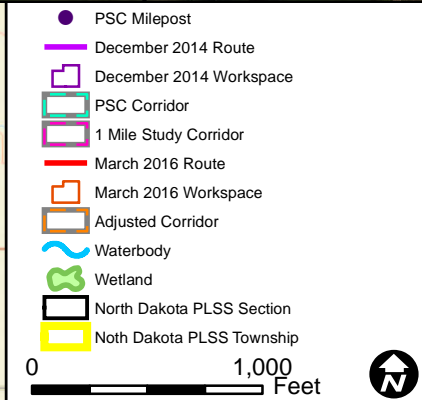 PSC Milepost
December 2014 Route
December 2014 Workspace
PSC Corridor
1 Mile Study Corridor
March 2016 Route
March 2016 Workspace
Adjusted Corridor
Waterbody
Wetland
North Dakota PLSS Section
Noth Dakota PLSS Township
0 1,000
Feet
N